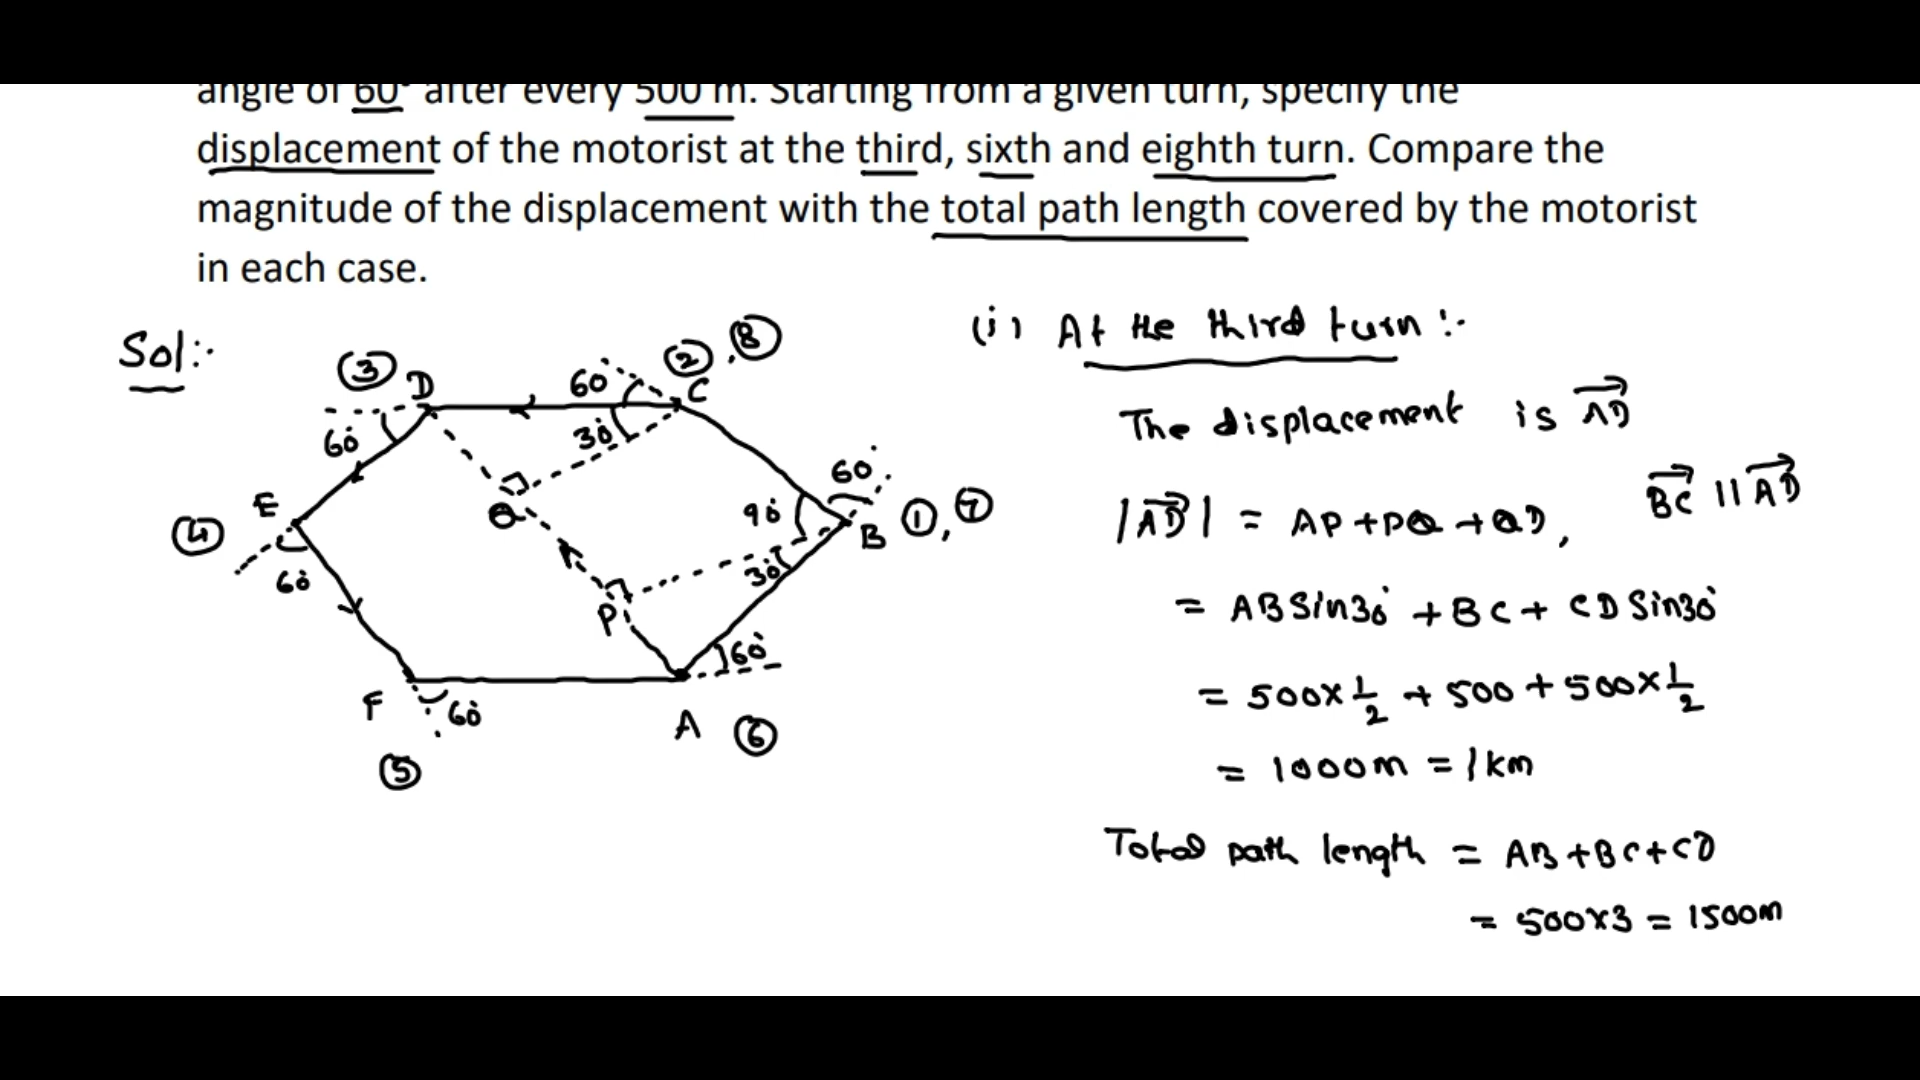 angle of 60° after every 500 m. Starting from a given turn, specify the
displacement of the motorist at the third, sixth and eighth turn. Compare the
magnitude of the displacement with the total path length covered by the motorist
in each case.
Sol:-
③ D 60° ② , ⑧ C
60° 30°
E ④ 60°
Q 90° 60° B ①, ⑦
P 30°
60°
F 60° A ⑥
⑤
(i) At the third turn :-
The displacement is AD→
|AD→| = AP + PQ + QD, BC→ || AD→
= AB Sin30° + BC + CD Sin30°
= 500 × 1/2 + 500 + 500 × 1/2
= 1000m = 1 km
Total path length = AB + BC + CD
= 500×3 = 1500m